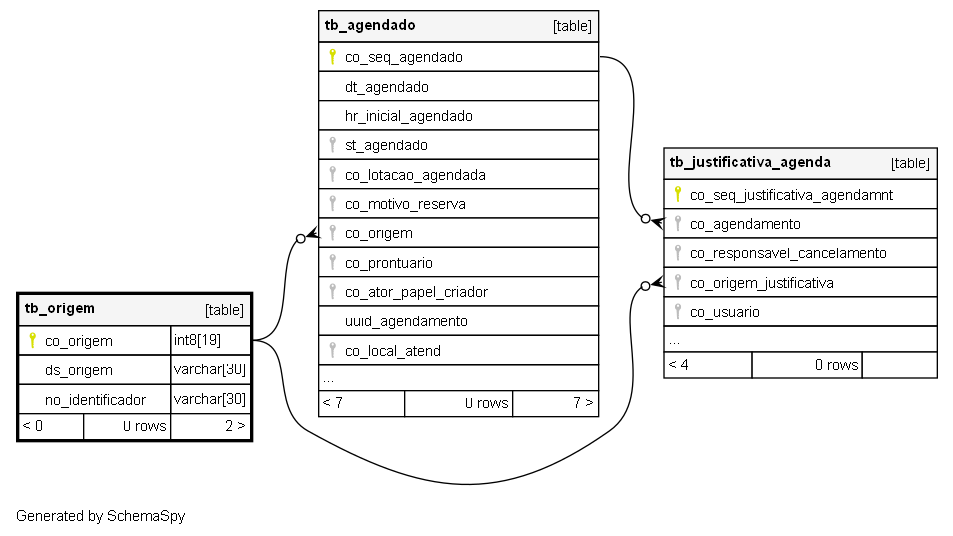 tb_agendado [table]
co_seq_agendado
dt_agendado
hr_inicial_agendado
st_agendado
co_lotacao_agendada
co_motivo_reserva
co_origem
co_prontuario
co_ator_papel_criador
uuid_agendamento
co_local_atend
...
< 7 0 rows 7 >
tb_justificativa_agenda [table]
co_seq_justificativa_agendamnt
co_agendamento
co_responsavel_cancelamento
co_origem_justificativa
co_usuario
...
< 4 0 rows
tb_origem [table]
co_origem int8[19]
ds_origem varchar[30]
no_identificador varchar[30]
< 0 0 rows 2 >
Generated by SchemaSpy